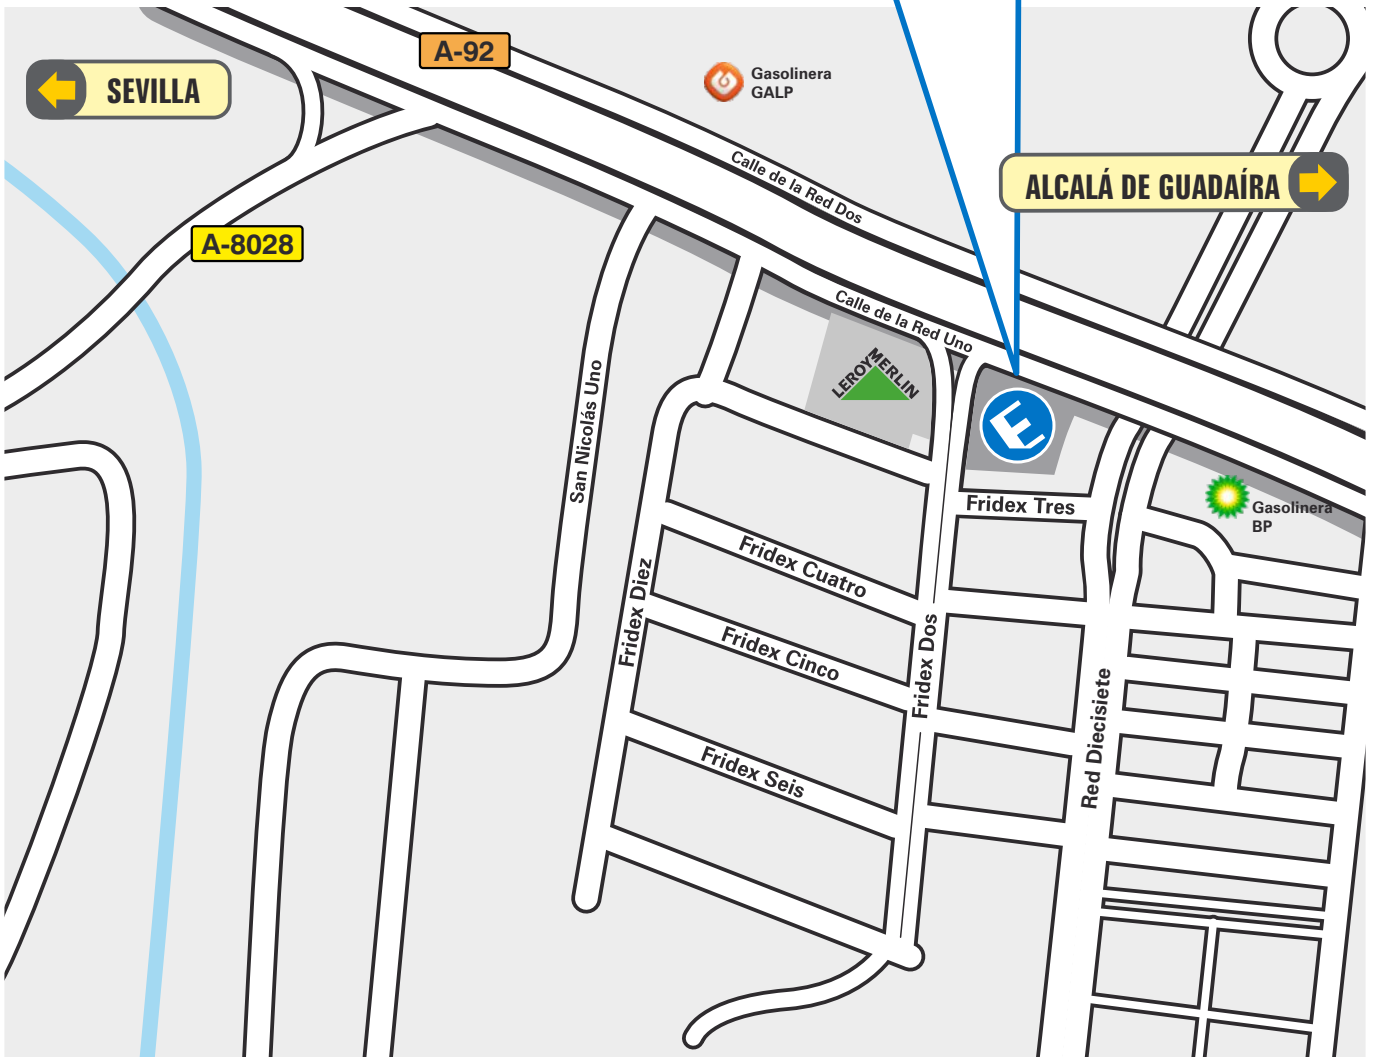 A-92
Gasolinera
GALP
SEVILLA
Calle de la Red Dos
ALCALÁ DE GUADAÍRA
A-8028
Calle de la Red Uno
LEROY MERLIN
San Nicolás Uno
E
Fridex Tres
Gasolinera
BP
Fridex Cuatro
Fridex Diez
Fridex Cinco
Fridex Dos
Red Diecisiete
Fridex Seis